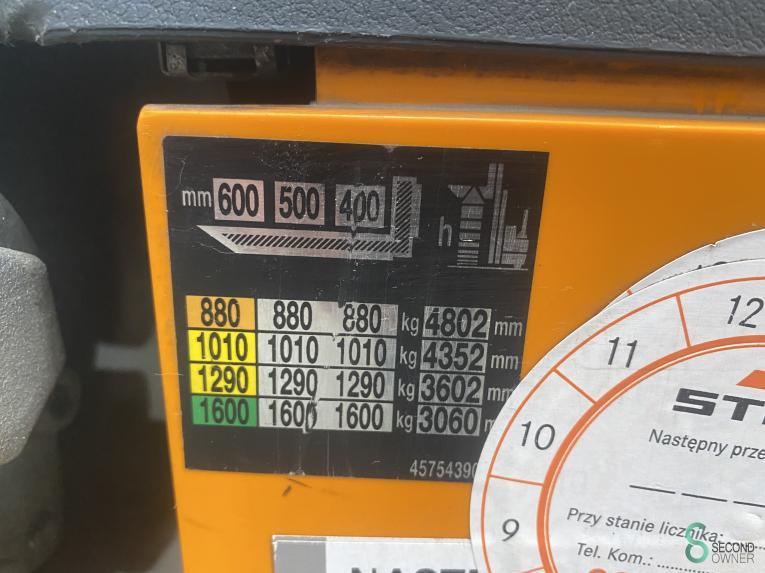 mm 600 500 400
h
880 880 880 kg 4802 mm
1010 1010 1010 kg 4352 mm
1290 1290 1290 kg 3602 mm
1600 1600 1600 kg 3060
4575439
12
11
10
9
Następny
Przy stanie licznika:
Tel. Kom.:
SECOND
OWNER